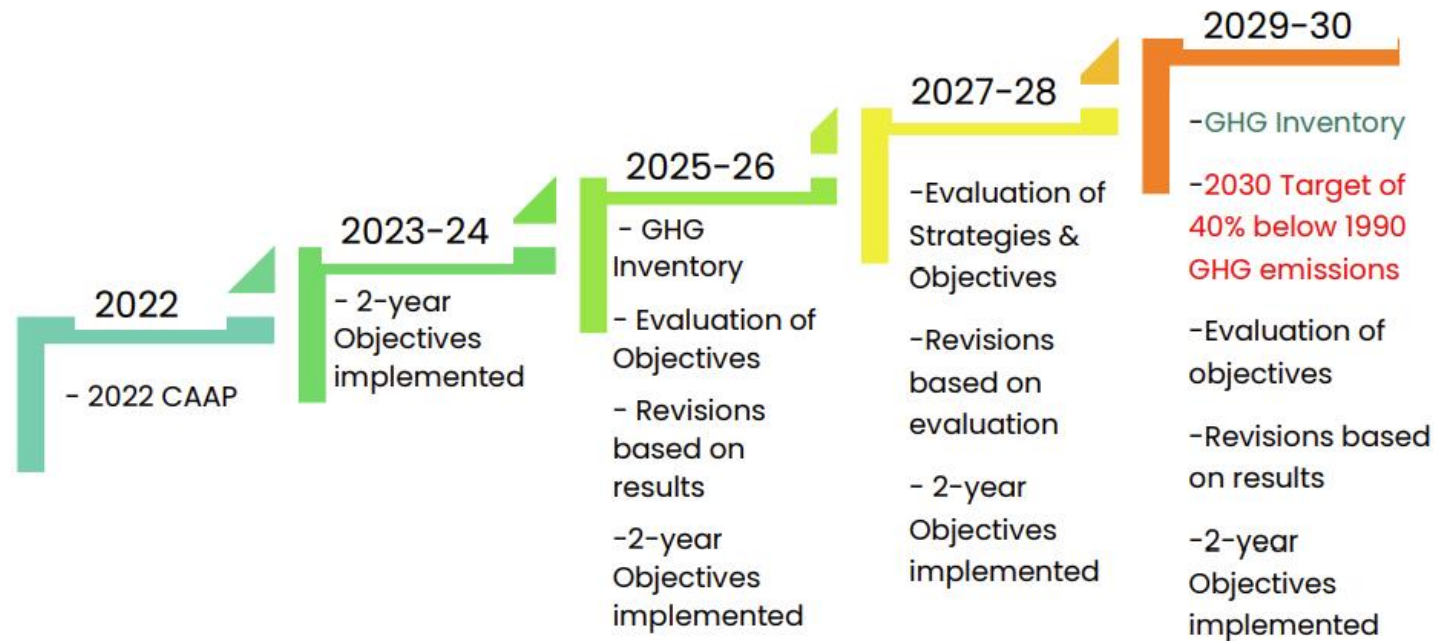 2022
- 2022 CAAP
2023-24
- 2-year
Objectives
implemented
2025-26
- GHG
Inventory
- Evaluation of
Objectives
- Revisions
based on
results
-2-year
Objectives
implemented
2027-28
-Evaluation of
Strategies &
Objectives
-Revisions
based on
evaluation
- 2-year
Objectives
implemented
2029-30
-GHG Inventory
-2030 Target of
40% below 1990
GHG emissions
-Evaluation of
objectives
-Revisions based
on results
-2-year
Objectives
implemented